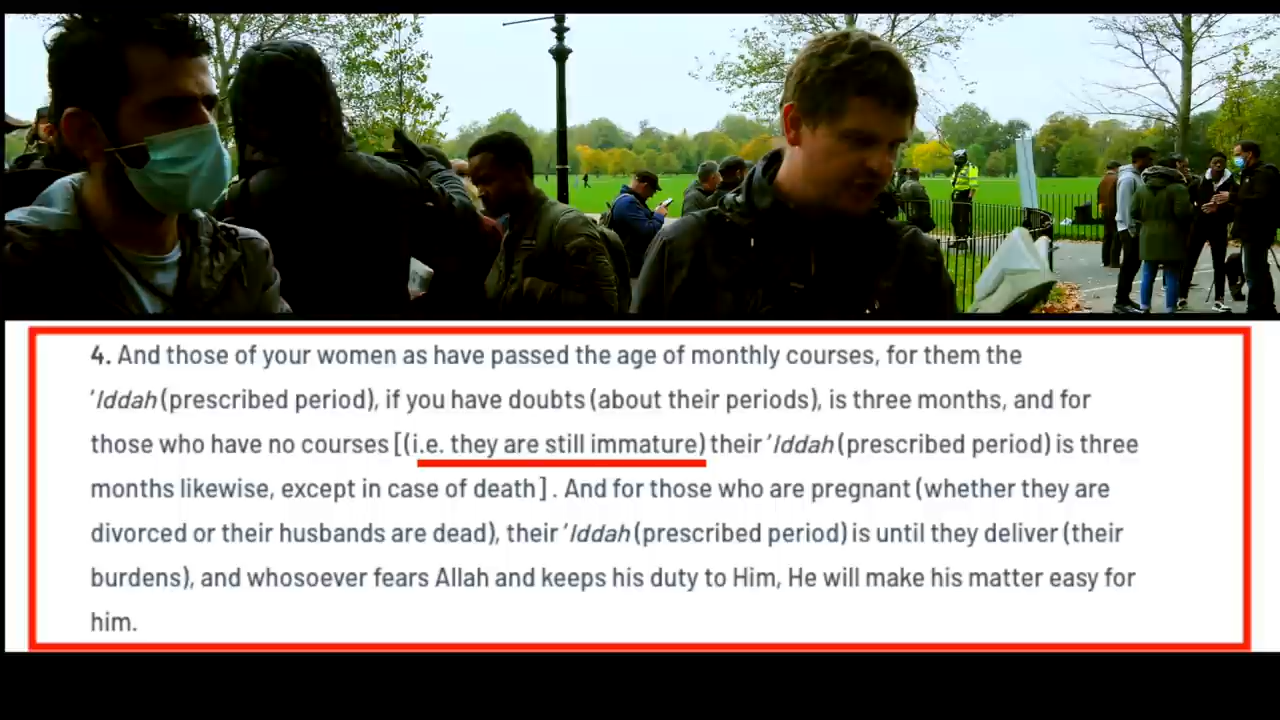 4. And those of your women as have passed the age of monthly courses, for them the
'Iddah (prescribed period), if you have doubts (about their periods), is three months, and for
those who have no courses [(i.e. they are still immature) their 'Iddah (prescribed period) is three
months likewise, except in case of death] . And for those who are pregnant (whether they are
divorced or their husbands are dead), their 'Iddah (prescribed period) is until they deliver (their
burdens), and whosoever fears Allah and keeps his duty to Him, He will make his matter easy for
him.